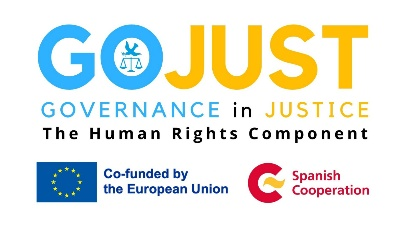 GOJUST
GOVERNANCE in JUSTICE
The Human Rights Component
Co-funded by
the European Union
Spanish
Cooperation